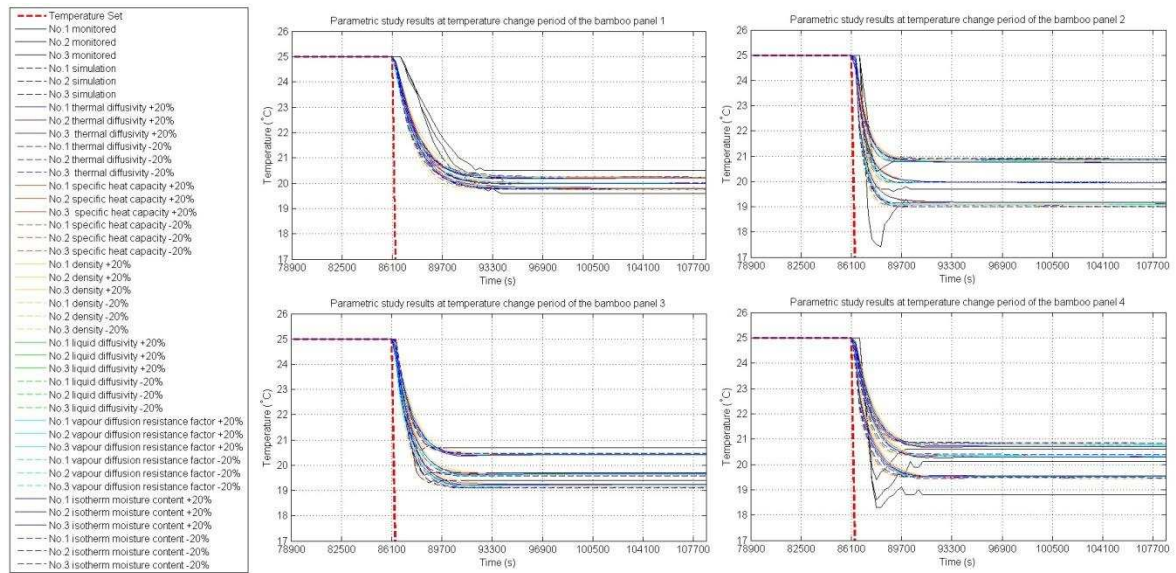 Temperature Set
No.1 monitored
No.2 monitored
No.3 monitored
No.1 simulation
No.2 simulation
No.3 simulation
No.1 thermal diffusivity +20%
No.2 thermal diffusivity +20%
No.3 thermal diffusivity +20%
No.1 thermal diffusivity -20%
No.2 thermal diffusivity -20%
No.3 thermal diffusivity -20%
No.1 specific heat capacity +20%
No.2 specific heat capacity +20%
No.3 specific heat capacity +20%
No.1 specific heat capacity -20%
No.2 specific heat capacity -20%
No.3 specific heat capacity -20%
No.1 density +20%
No.2 density +20%
No.3 density +20%
No.1 density -20%
No.2 density -20%
No.3 density -20%
No.1 liquid diffusivity +20%
No.2 liquid diffusivity +20%
No.3 liquid diffusivity +20%
No.1 liquid diffusivity -20%
No.2 liquid diffusivity -20%
No.3 liquid diffusivity -20%
No.1 vapour diffusion resistance factor +20%
No.2 vapour diffusion resistance factor +20%
No.3 vapour diffusion resistance factor +20%
No.1 vapour diffusion resistance factor -20%
No.2 vapour diffusion resistance factor -20%
No.3 vapour diffusion resistance factor -20%
No.1 isotherm moisture content +20%
No.2 isotherm moisture content +20%
No.3 isotherm moisture content +20%
No.1 isotherm moisture content -20%
No.2 isotherm moisture content -20%
No.3 isotherm moisture content -20%
Parametric study results at temperature change period of the bamboo panel 1
Temperature (°C)
26
25
24
23
22
21
20
19
18
17
78900 82500 86100 89700 93300 96900 100500 104100 107700
Time (s)
Parametric study results at temperature change period of the bamboo panel 2
Temperature (°C)
26
25
24
23
22
21
20
19
18
17
78900 82500 86100 89700 93300 96900 100500 104100 107700
Time (s)
Parametric study results at temperature change period of the bamboo panel 3
Temperature (°C)
26
25
24
23
22
21
20
19
18
17
78900 82500 86100 89700 93300 96900 100500 104100 107700
Time (s)
Parametric study results at temperature change period of the bamboo panel 4
Temperature (°C)
26
25
24
23
22
21
20
19
18
17
78900 82500 86100 89700 93300 96900 100500 104100 107700
Time (s)